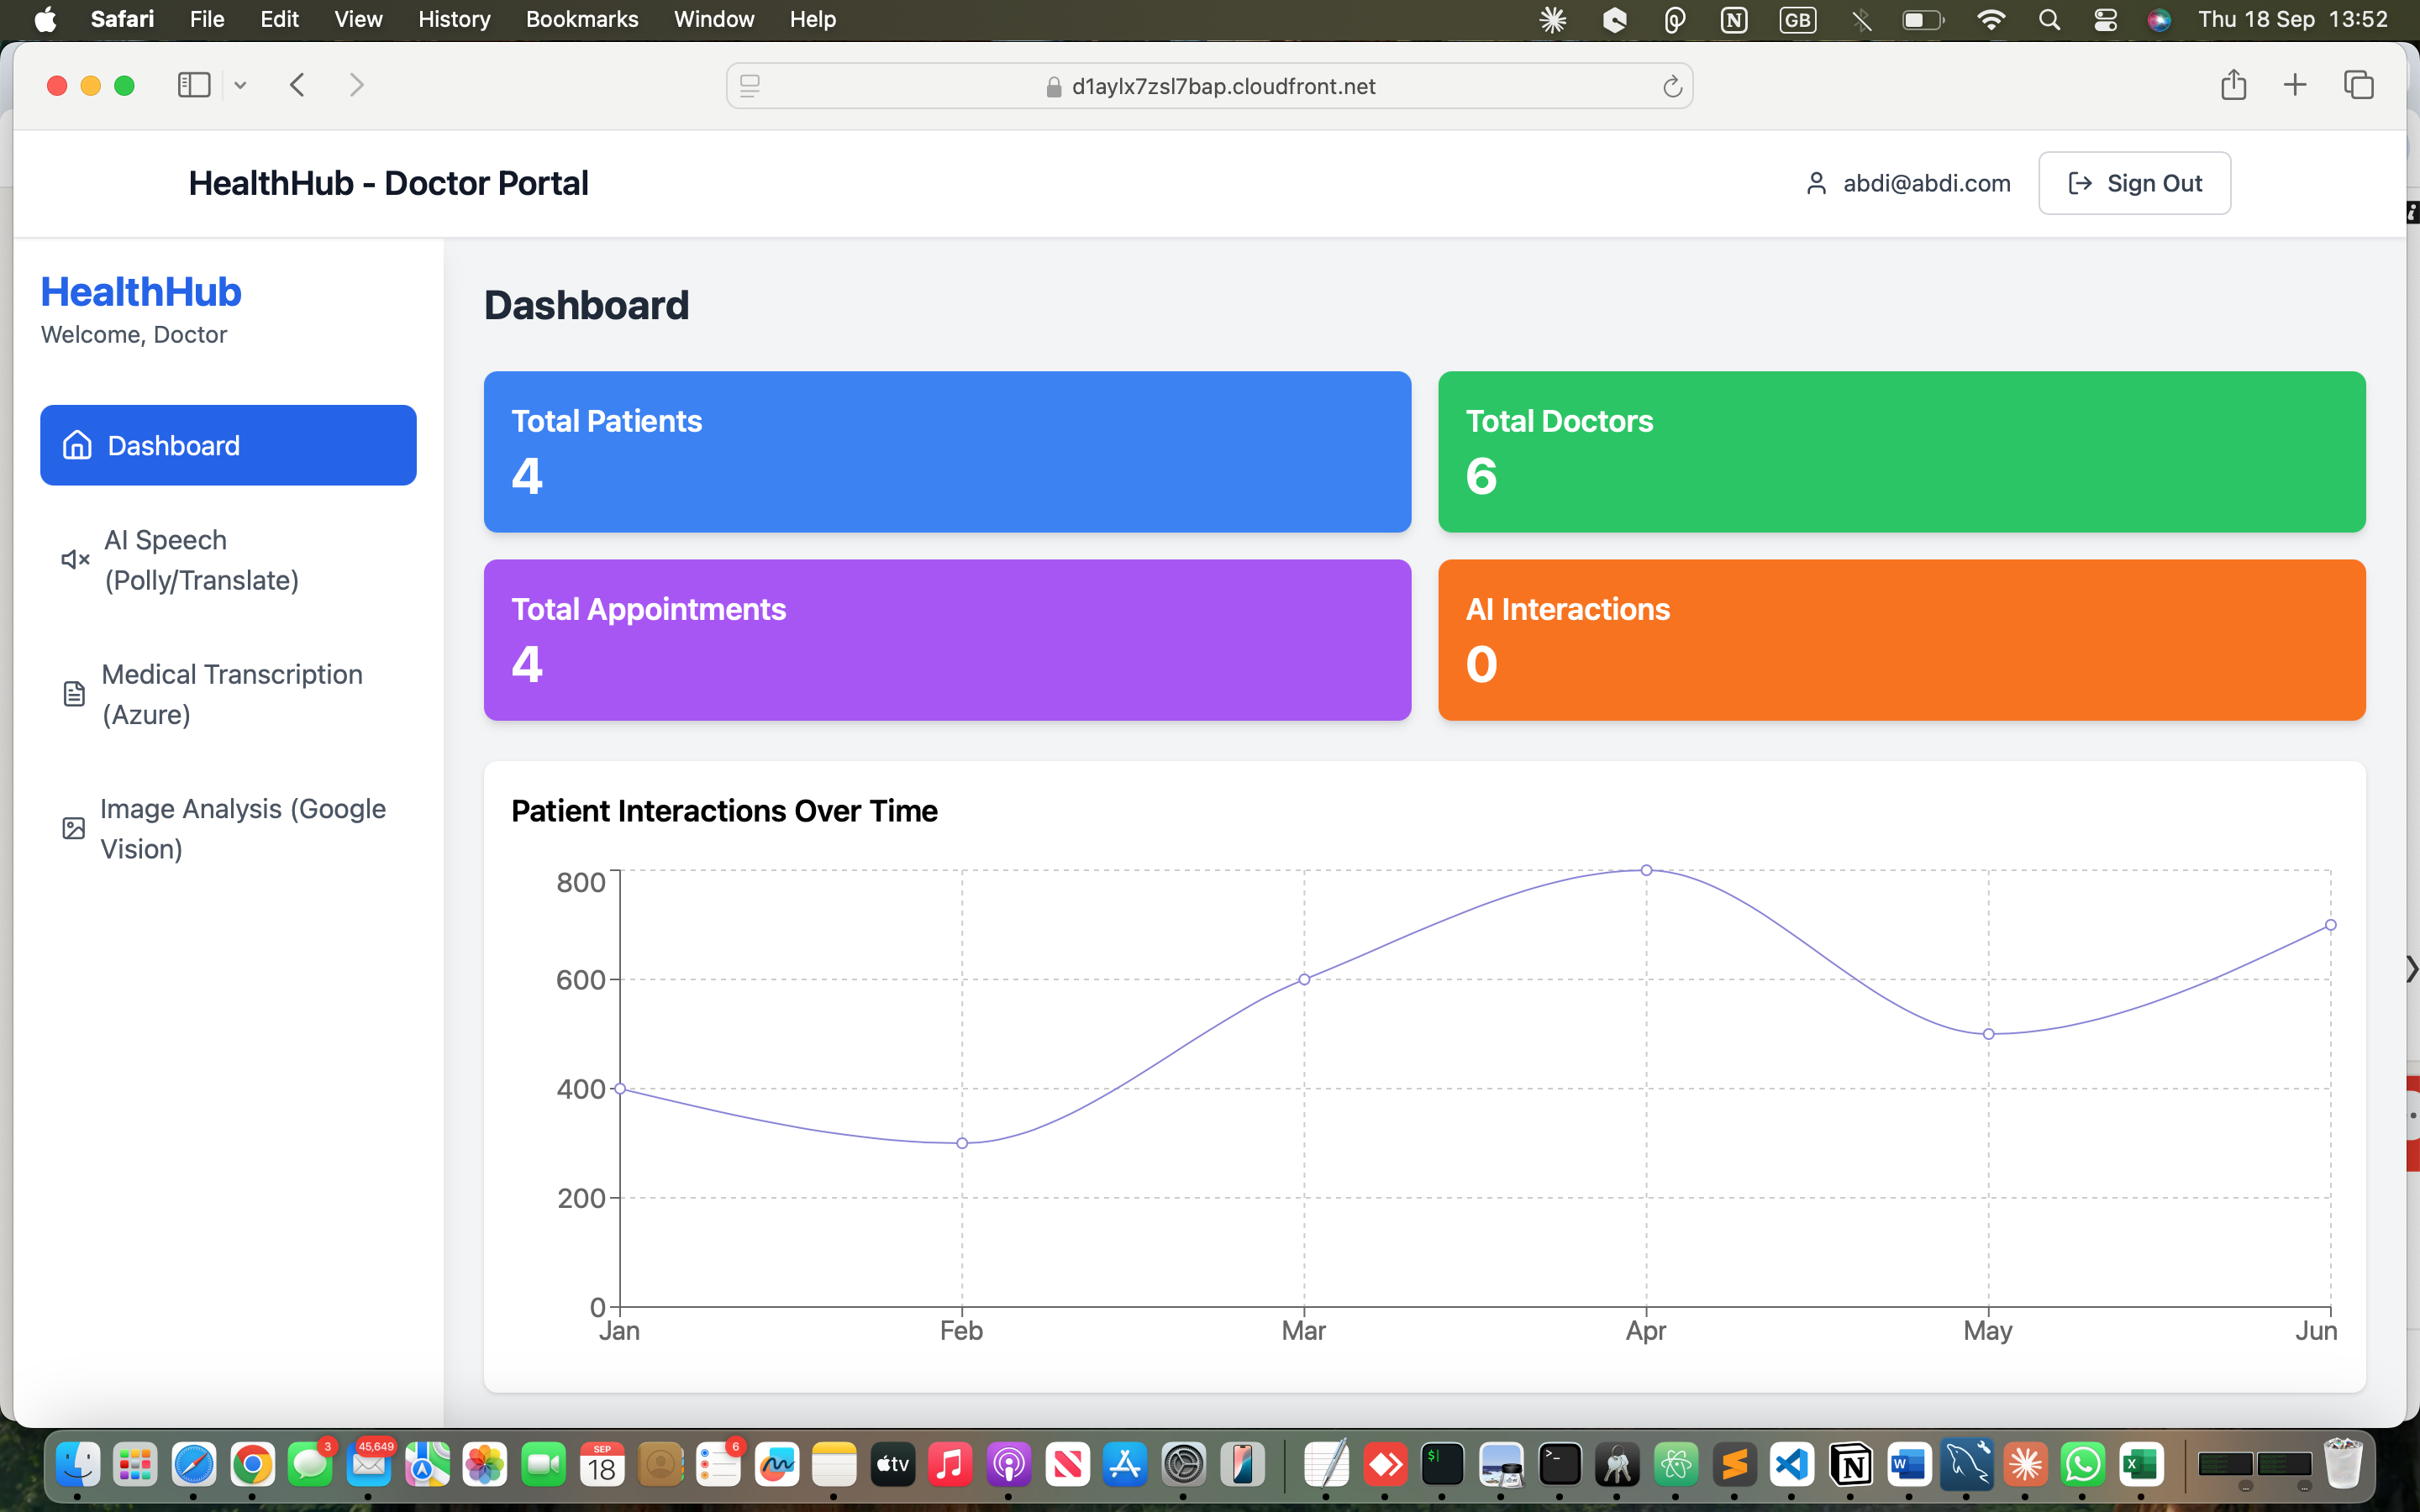 Safari File Edit View History Bookmarks Window Help GB Thu 18 Sep 13:52
d1aylx7zsl7bap.cloudfront.net
HealthHub - Doctor Portal
abdi@abdi.com
Sign Out
HealthHub
Welcome, Doctor
Dashboard
AI Speech
(Polly/Translate)
Medical Transcription
(Azure)
Image Analysis (Google
Vision)
Dashboard
Total Patients
4
Total Doctors
6
Total Appointments
4
AI Interactions
0
Patient Interactions Over Time
800
600
400
200
0
Jan Feb Mar Apr May Jun
3
45,649
SEP
18
6
tv